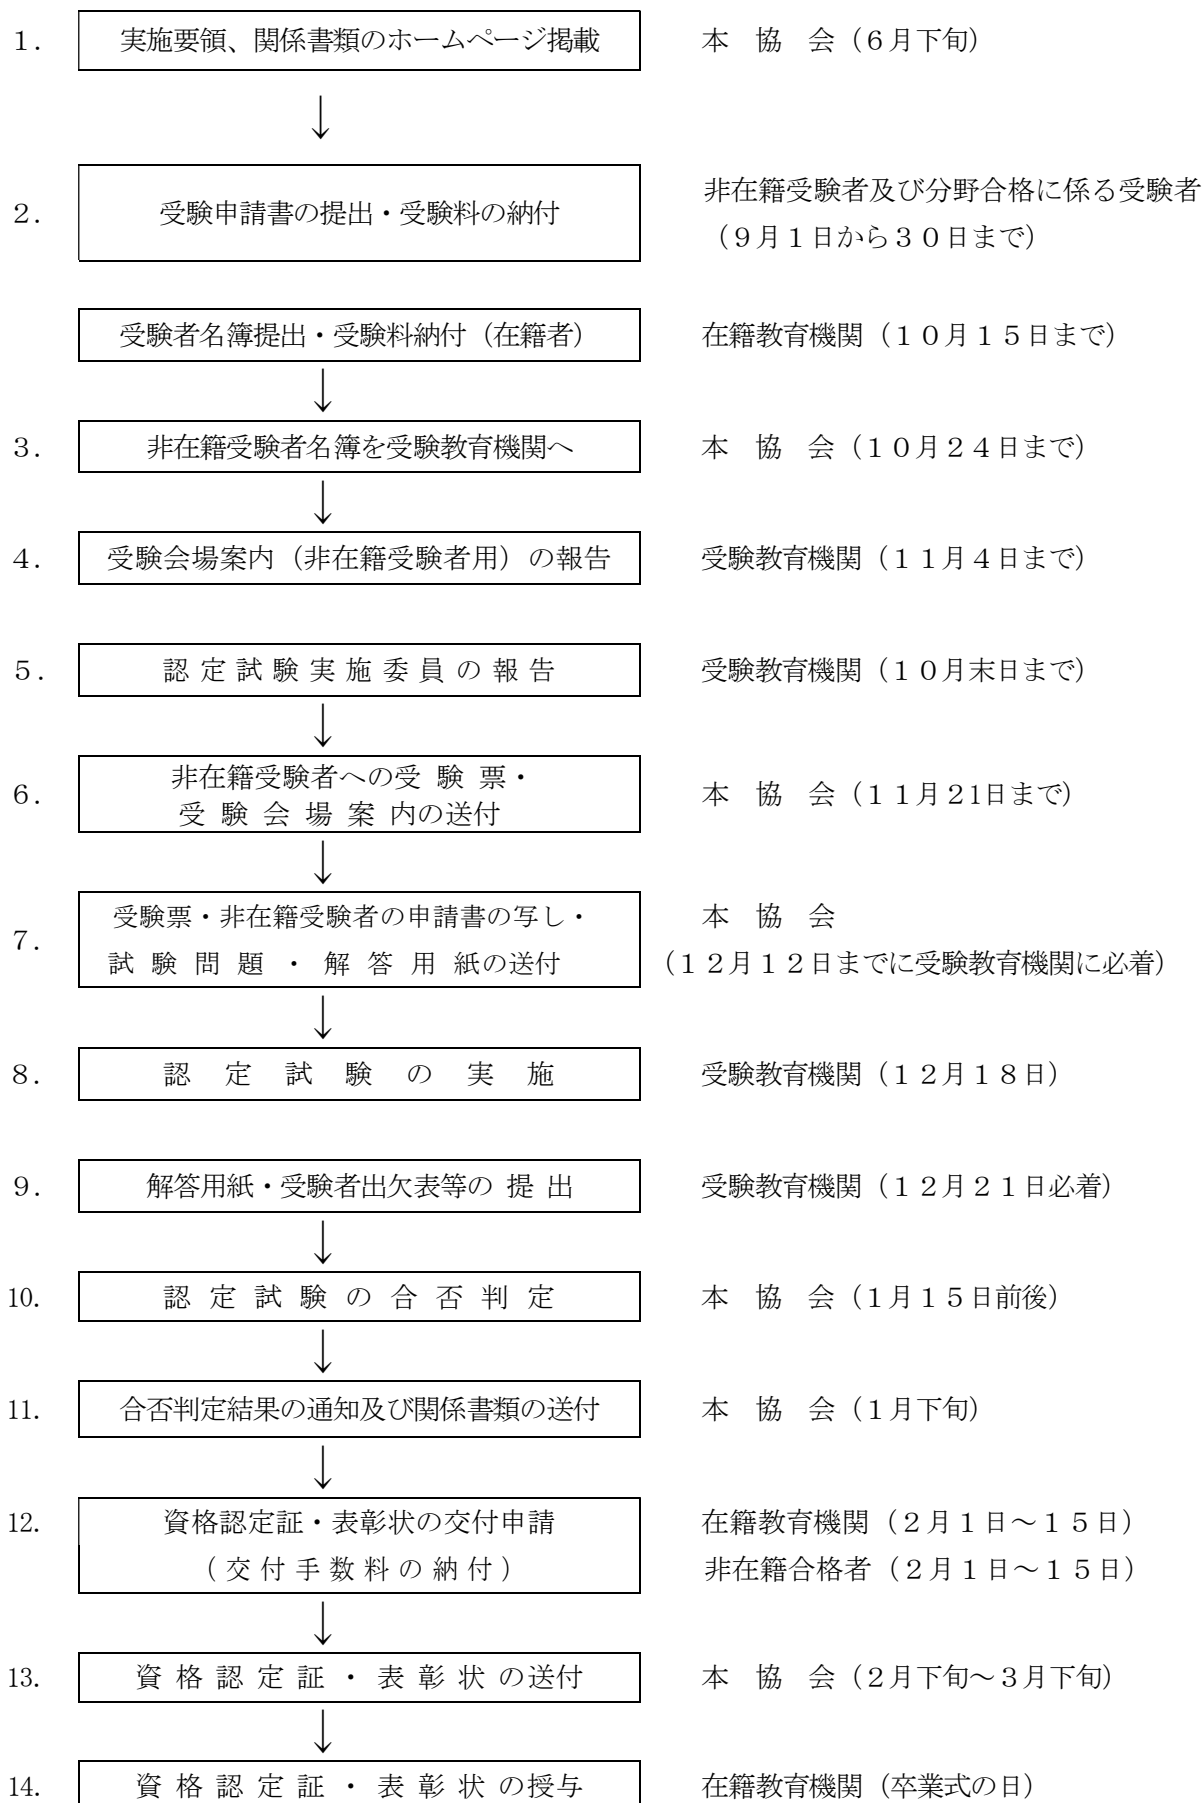 １． 実施要領、関係書類のホームページ掲載 本 協 会（６月下旬）
↓
２． 受験申請書の提出・受験料の納付 非在籍受験者及び分野合格に係る受験者
（９月１日から３０日まで）
受験者名簿提出・受験料納付（在籍者） 在籍教育機関（１０月１５日まで）
↓
３． 非在籍受験者名簿を受験教育機関へ 本 協 会（１０月２４日まで）
↓
４． 受験会場案内（非在籍受験者用）の報告 受験教育機関（１１月４日まで）
５． 認 定 試 験 実 施 委 員 の 報 告 受験教育機関（１０月末日まで）
↓
６． 非在籍受験者への受 験 票・
受 験 会 場 案 内の送付 本 協 会（１１月２1日まで）
↓
７． 受験票・非在籍受験者の申請書の写し・ 本 協 会
試 験 問 題 ・ 解 答 用 紙の送付 （１２月１２日までに受験教育機関に必着）
↓
８． 認 定 試 験 の 実 施 受験教育機関（１２月１８日）
９． 解答用紙・受験者出欠表等の 提 出 受験教育機関（１２月２１日必着）
↓
10. 認 定 試 験 の 合 否 判 定 本 協 会（１月１５日前後）
↓
11. 合否判定結果の通知及び関係書類の送付 本 協 会（１月下旬）
↓
12. 資格認定証・表彰状の交付申請 在籍教育機関（２月１日～１５日）
（ 交 付 手 数 料 の 納 付 ） 非在籍合格者（２月１日～１５日）
↓
13. 資 格 認 定 証 ・ 表 彰 状 の送付 本 協 会（２月下旬～３月下旬）
↓
14. 資 格 認 定 証 ・ 表 彰 状 の授与 在籍教育機関（卒業式の日）